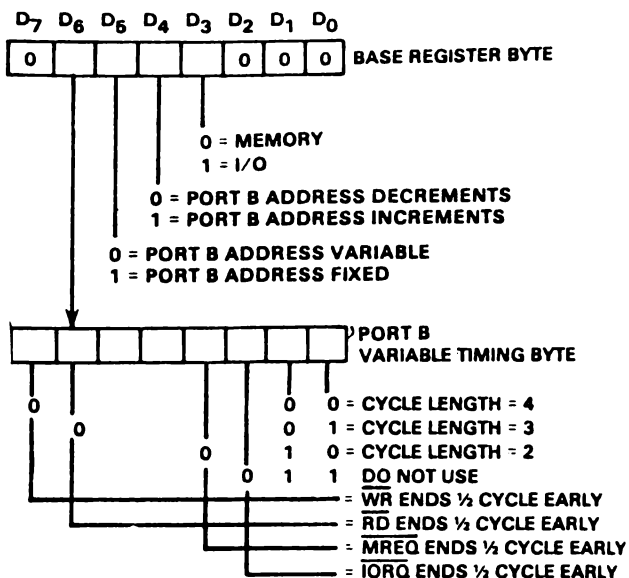 D7 D6 D5 D4 D3 D2 D1 D0
0 0 0 0 BASE REGISTER BYTE
0 = MEMORY
1 = I/O
0 = PORT B ADDRESS DECREMENTS
1 = PORT B ADDRESS INCREMENTS
0 = PORT B ADDRESS VARIABLE
1 = PORT B ADDRESS FIXED
PORT B
VARIABLE TIMING BYTE
0 0 0 = CYCLE LENGTH = 4
0 0 1 = CYCLE LENGTH = 3
0 1 0 = CYCLE LENGTH = 2
0 1 1 DO NOT USE
= WR ENDS ½ CYCLE EARLY
= RD ENDS ½ CYCLE EARLY
= MREQ ENDS ½ CYCLE EARLY
= IORQ ENDS ½ CYCLE EARLY